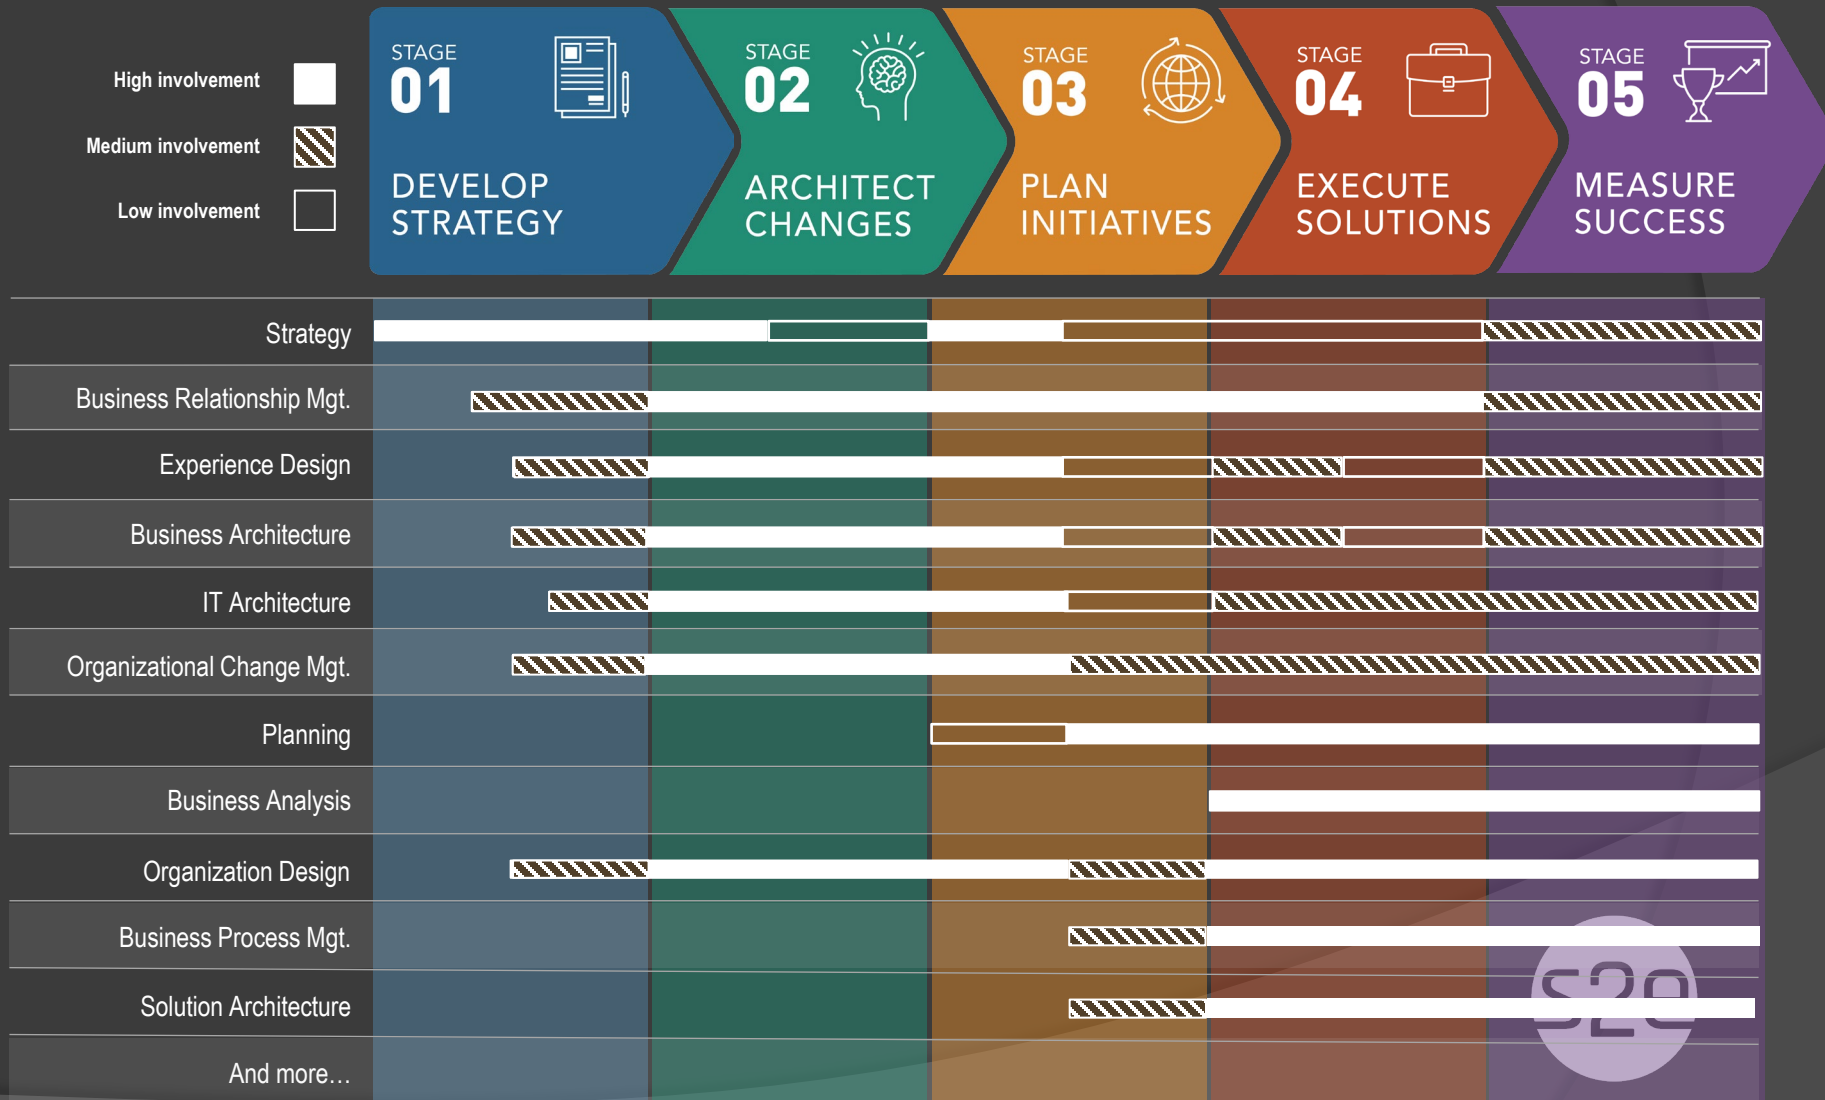 High involvement
Medium involvement
Low involvement
STAGE
01
DEVELOP
STRATEGY
STAGE
02
ARCHITECT
CHANGES
STAGE
03
PLAN
INITIATIVES
STAGE
04
EXECUTE
SOLUTIONS
STAGE
05
MEASURE
SUCCESS
Strategy
Business Relationship Mgt.
Experience Design
Business Architecture
IT Architecture
Organizational Change Mgt.
Planning
Business Analysis
Organization Design
Business Process Mgt.
Solution Architecture
And more…
S2E